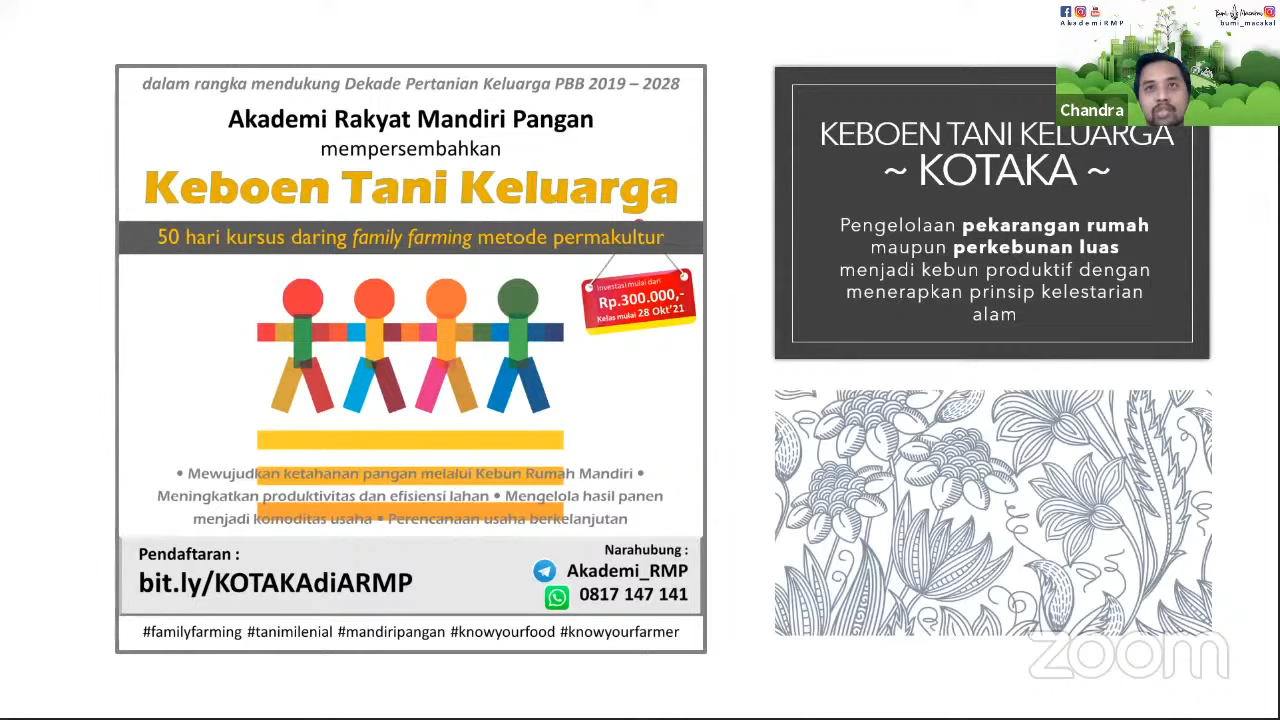 dalam rangka mendukung Dekade Pertanian Keluarga PBB 2019 – 2028
Akademi Rakyat Mandiri Pangan
mempersembahkan
Keboen Tani Keluarga
50 hari kursus daring family farming metode permakultur
Investasi mulai dari
Rp.300.000,-
Kelas mulai 28 Okt'21
• Mewujudkan ketahanan pangan melalui Kebun Rumah Mandiri •
Meningkatkan produktivitas dan efisiensi lahan • Mengelola hasil panen
menjadi komoditas usaha • Perencanaan usaha berkelanjutan
Pendaftaran :
bit.ly/KOTAKAdiARMP
Narahubung :
Akademi_RMP
0817 147 141
#familyfarming #tanimilenial #mandiripangan #knowyourfood #knowyourfarmer
KEBOEN TANI KELUARGA
~ KOTAKA ~
Pengelolaan pekarangan rumah
maupun perkebunan luas
menjadi kebun produktif dengan
menerapkan prinsip kelestarian
alam
AkademiRMP
bumi_macakal
Chandra
zoom